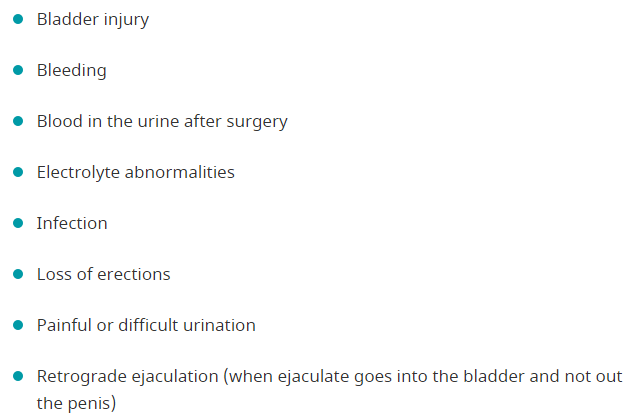 Bladder injury
Bleeding
Blood in the urine after surgery
Electrolyte abnormalities
Infection
Loss of erections
Painful or difficult urination
Retrograde ejaculation (when ejaculate goes into the bladder and not out
the penis)